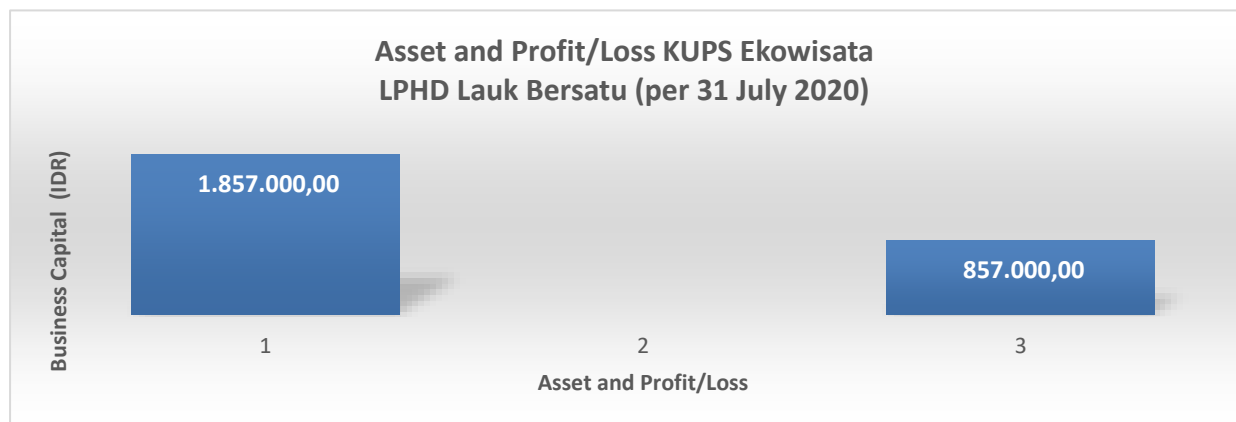 Asset and Profit/Loss KUPS Ekowisata
LPHD Lauk Bersatu (per 31 July 2020)
Business Capital (IDR)
1.857.000,00
857.000,00
1
2
3
Asset and Profit/Loss